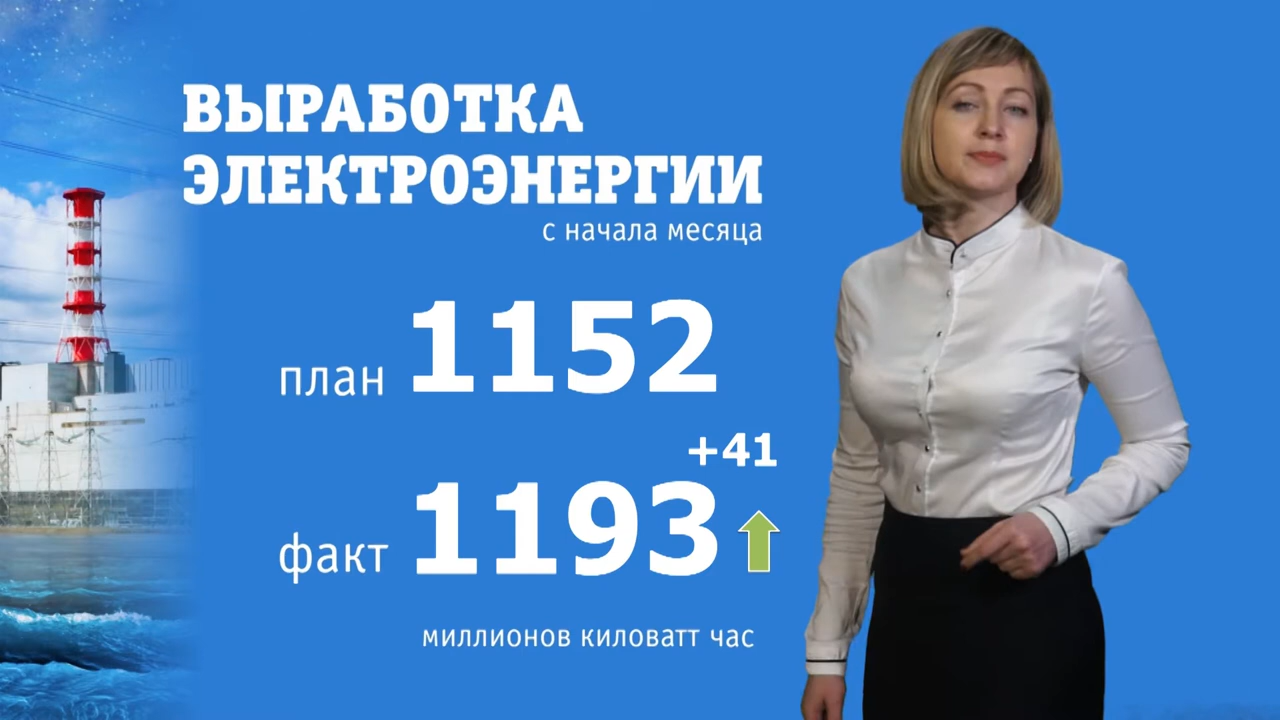 ВЫРАБОТКА
ЭЛЕКТРОЭНЕРГИИ
с начала месяца
план 1152
+41
факт 1193
миллионов киловатт час